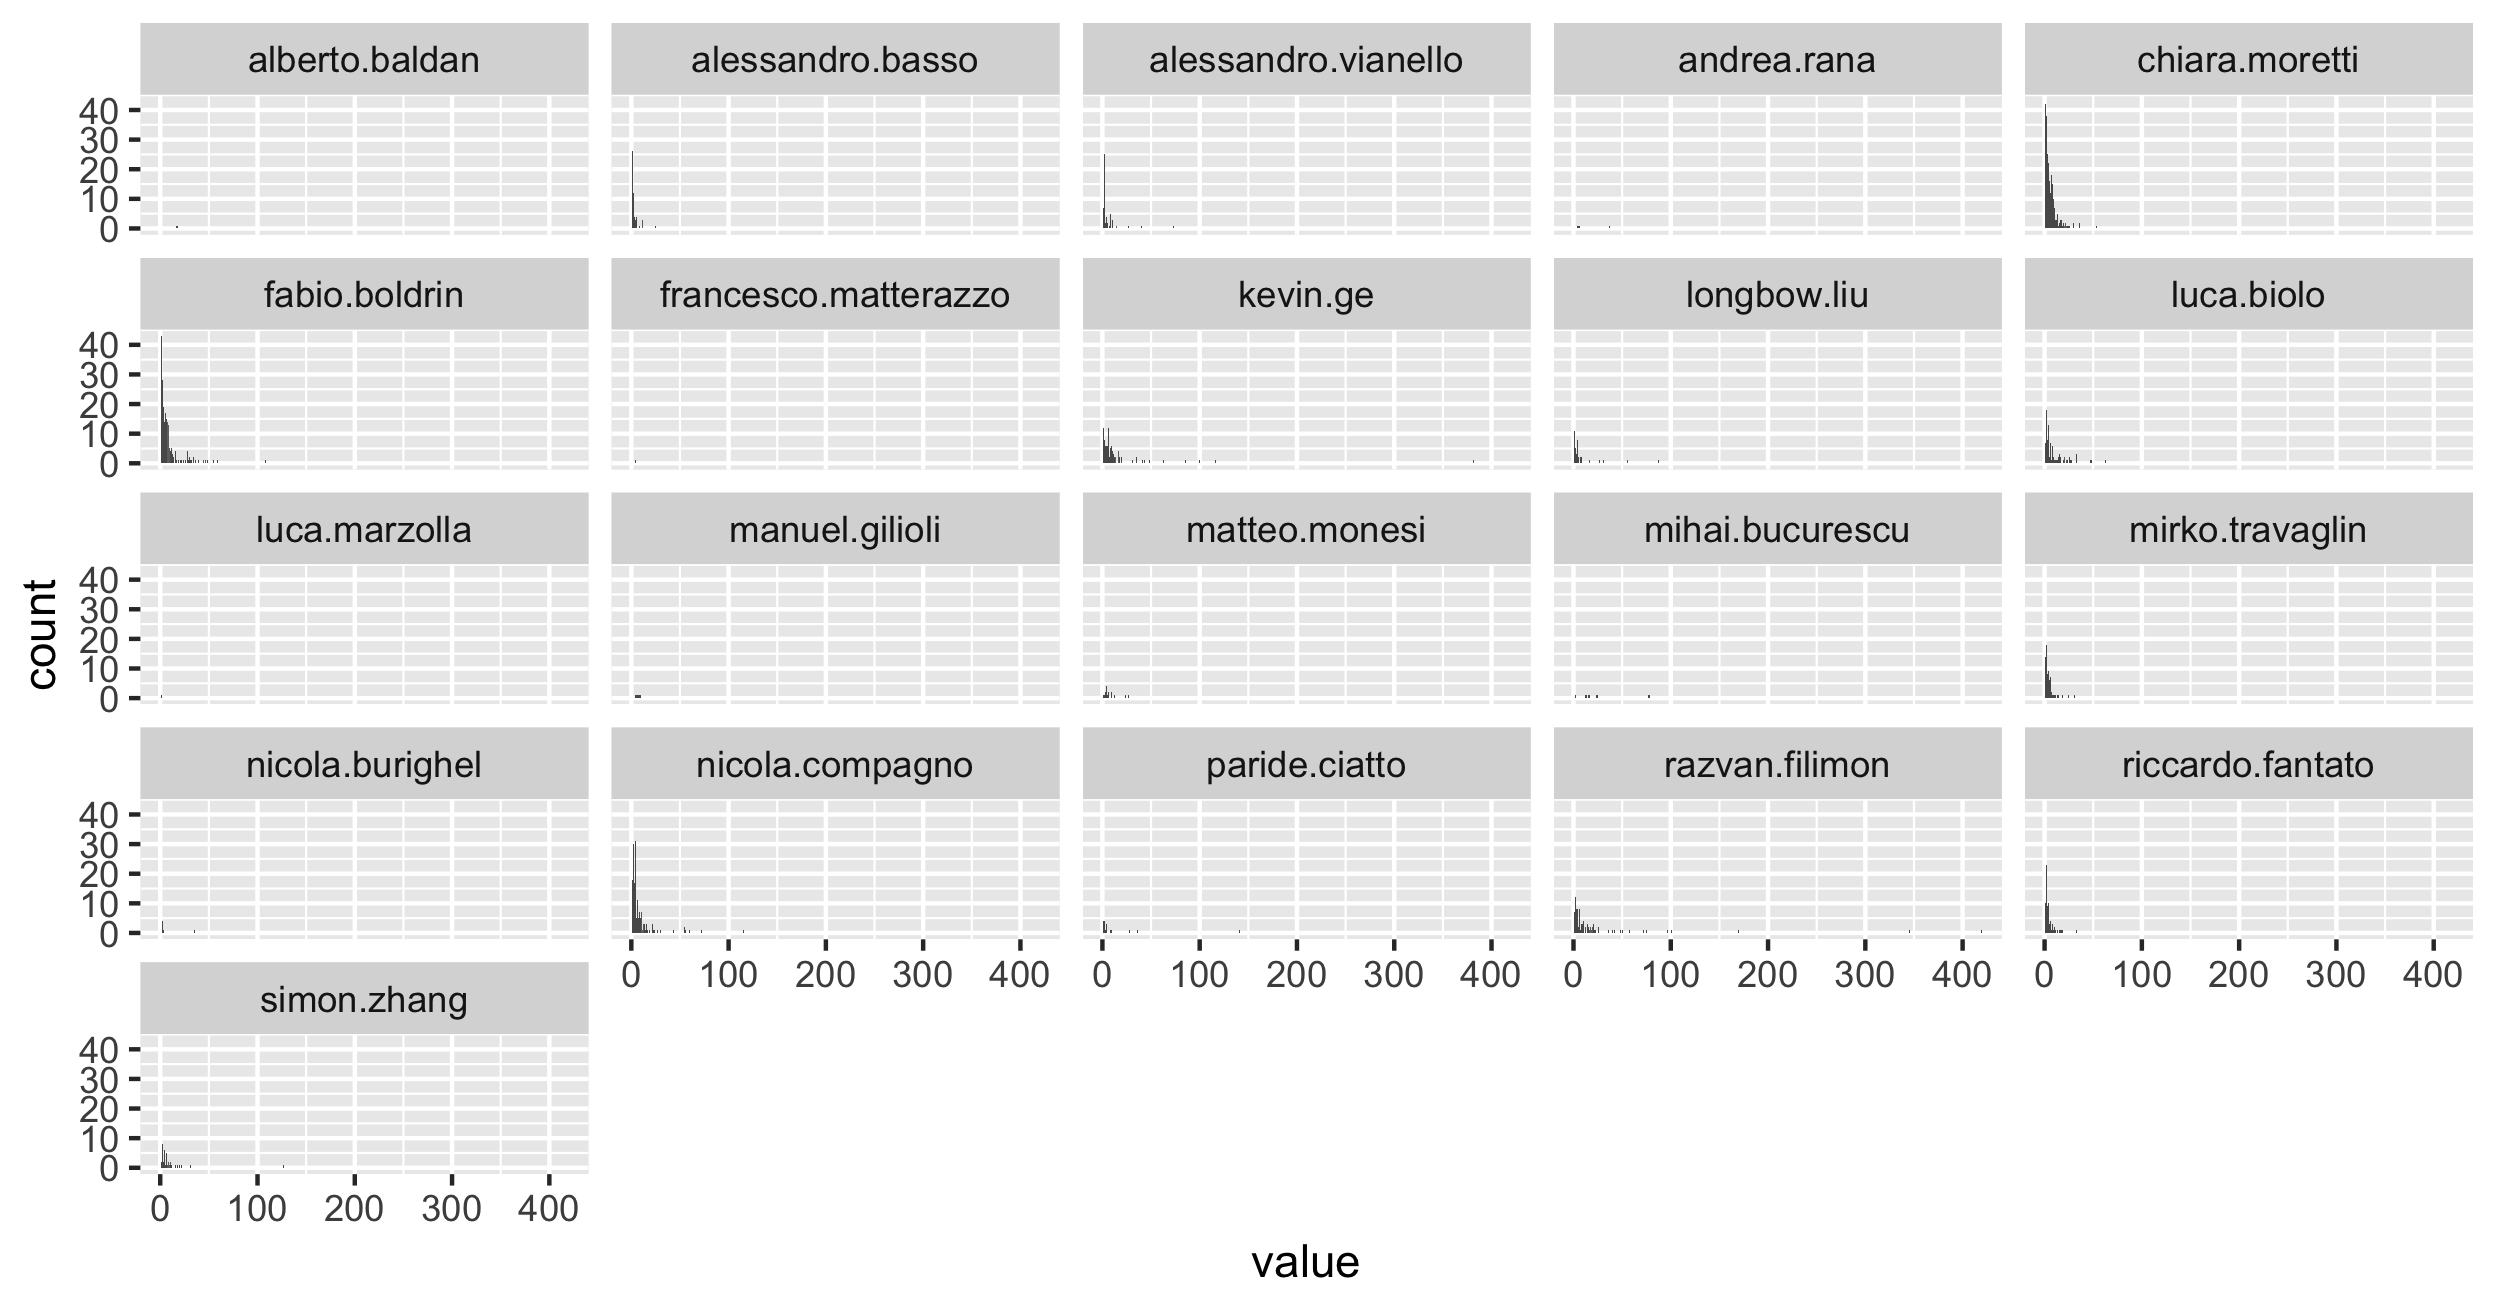 alberto.baldan alessandro.basso alessandro.vianello andrea.rana chiara.moretti
40
30
20
10
0
fabio.boldrin francesco.matterazzo kevin.ge longbow.liu luca.biolo
40
30
20
10
0
luca.marzolla manuel.gilioli matteo.monesi mihai.bucurescu mirko.travaglin
40
30
20
10
0
count
nicola.burighel nicola.compagno paride.ciatto razvan.filimon riccardo.fantato
40
30
20
10
0
0 100 200 300 400 0 100 200 300 400 0 100 200 300 400 0 100 200 300 400
simon.zhang
40
30
20
10
0
0 100 200 300 400
value